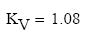 K_V = 1.08